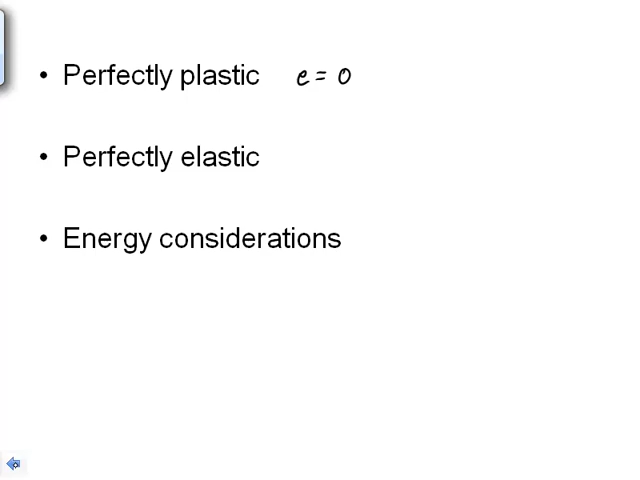 • Perfectly plastic e = 0
• Perfectly elastic
• Energy considerations